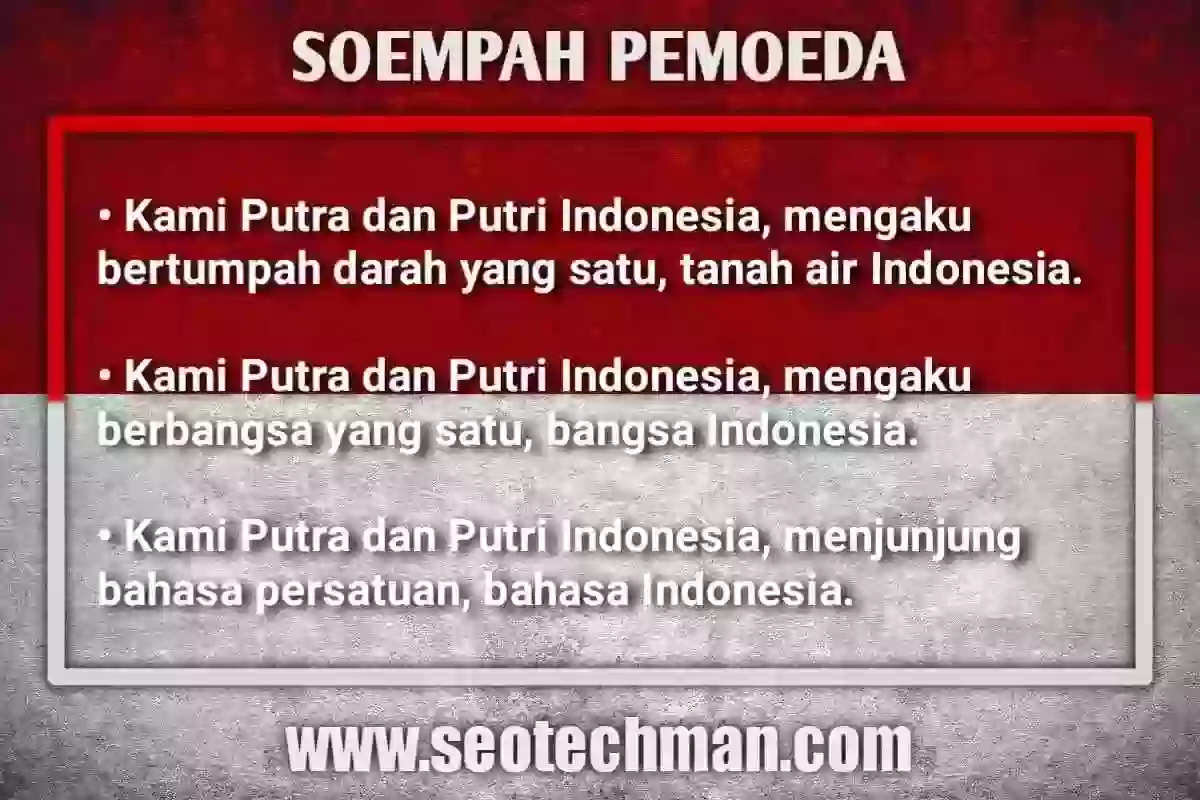 SOEMPAH PEMOEDA
• Kami Putra dan Putri Indonesia, mengaku
bertumpah darah yang satu, tanah air Indonesia.
• Kami Putra dan Putri Indonesia, mengaku
berbangsa yang satu, bangsa Indonesia.
• Kami Putra dan Putri Indonesia, menjunjung
bahasa persatuan, bahasa Indonesia.
www.seotechman.com